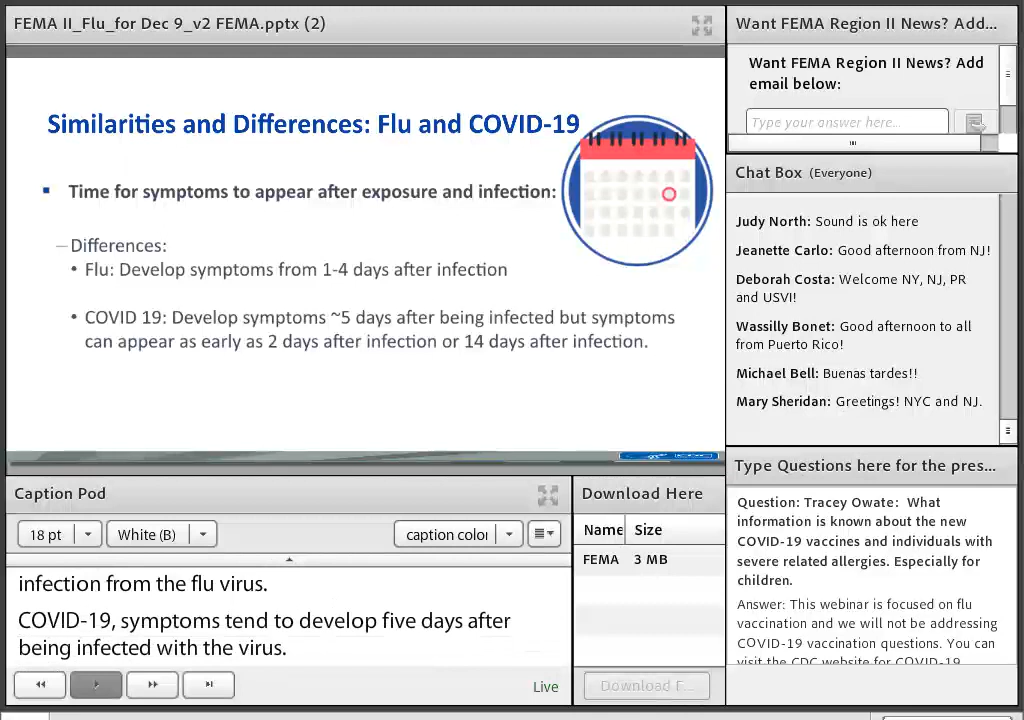 FEMA II_Flu_for Dec 9_v2 FEMA.pptx (2)
Similarities and Differences: Flu and COVID-19
▪ Time for symptoms to appear after exposure and infection:
–Differences:
• Flu: Develop symptoms from 1-4 days after infection
• COVID 19: Develop symptoms ~5 days after being infected but symptoms
can appear as early as 2 days after infection or 14 days after infection.
Want FEMA Region II News? Add...
Want FEMA Region II News? Add
email below:
Type your answer here...
Chat Box (Everyone)
Judy North: Sound is ok here
Jeanette Carlo: Good afternoon from NJ!
Deborah Costa: Welcome NY, NJ, PR
and USVI!
Wassilly Bonet: Good afternoon to all
from Puerto Rico!
Michael Bell: Buenas tardes!!
Mary Sheridan: Greetings! NYC and NJ.
Caption Pod
18 pt
White (B)
caption color
infection from the flu virus.
COVID-19, symptoms tend to develop five days after
being infected with the virus.
Live
Download Here
Name Size
FEMA 3 MB
Download F...
Type Questions here for the pres...
Question: Tracey Owate: What
information is known about the new
COVID-19 vaccines and individuals with
severe related allergies. Especially for
children.
Answer: This webinar is focused on flu
vaccination and we will not be addressing
COVID-19 vaccination questions. You can
visit the CDC website for COVID-19